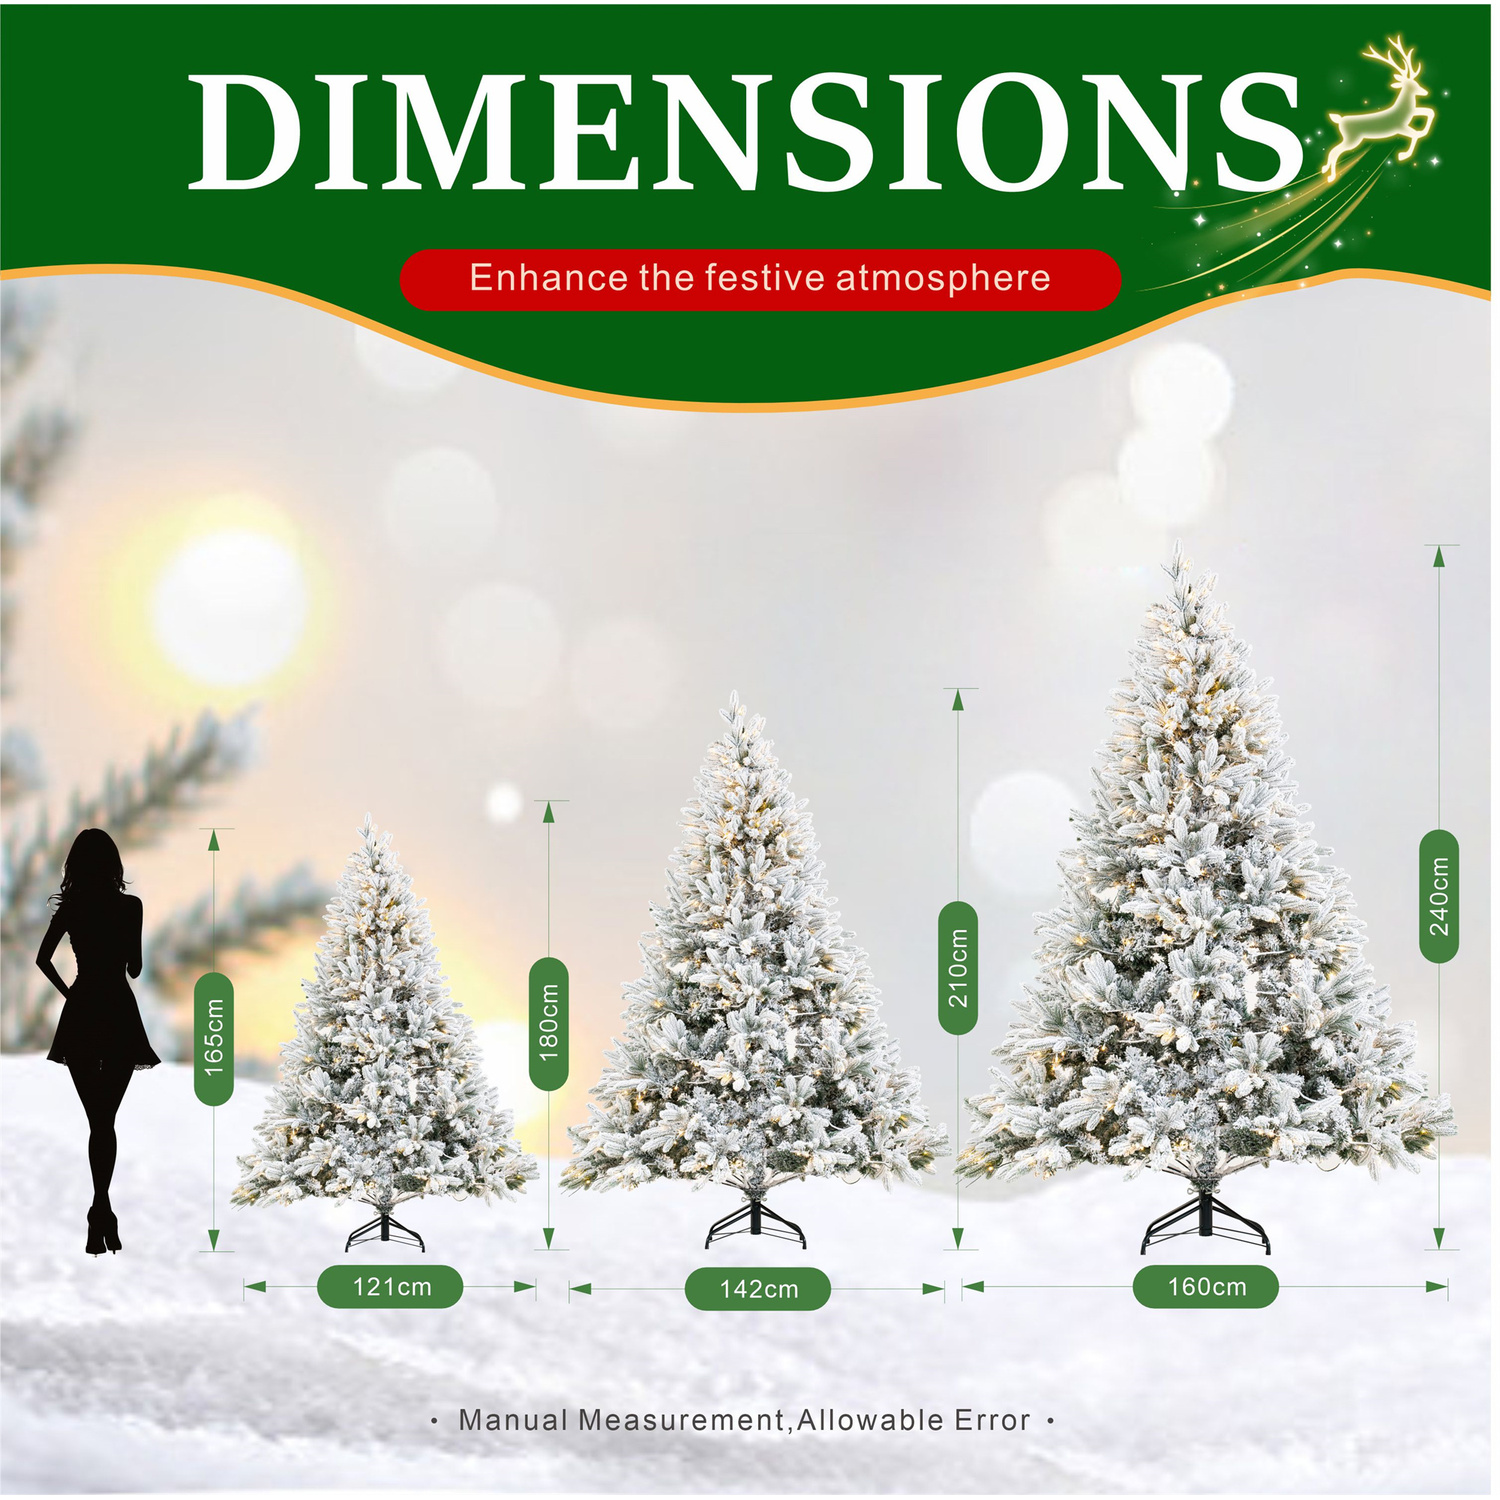 DIMENSIONS
Enhance the festive atmosphere
165cm
180cm
210cm
240cm
121cm
142cm
160cm
· Manual Measurement,Allowable Error ·